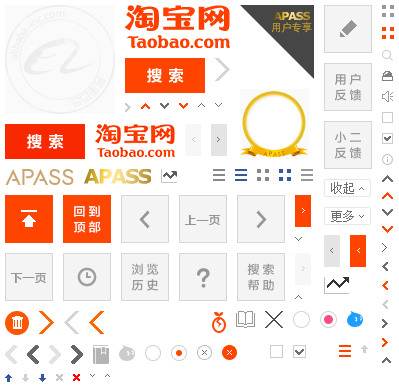 淘宝网
Taobao.com
APASS
用户专享
搜索
用户
反馈
搜索
淘宝网
Taobao.com
APASS
小二
反馈
APASS
APASS
收起
回到
顶部
上一页
更多
下一页
浏览
历史
?
搜索
帮助